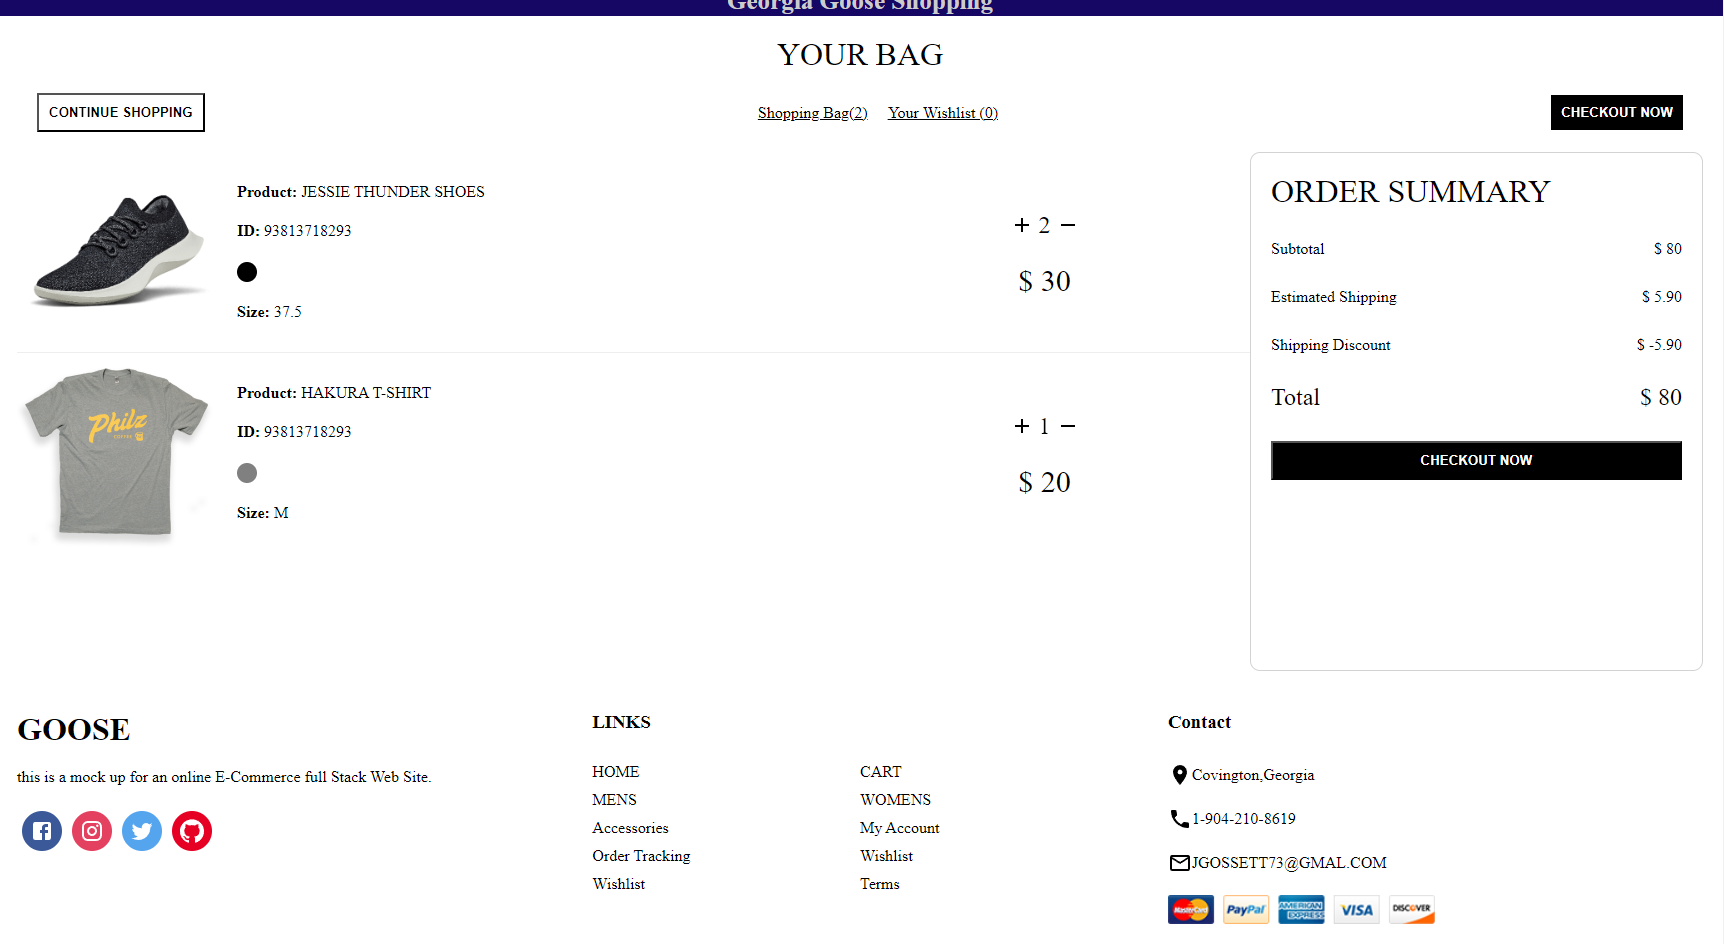 Georgia Goose Shopping
YOUR BAG
CONTINUE SHOPPING
Shopping Bag(2) Your Wishlist (0)
CHECKOUT NOW
Product: JESSIE THUNDER SHOES
ID: 93813718293
Size: 37.5
+ 2 −
$ 30
Philz
COFFEE
Product: HAKURA T-SHIRT
ID: 93813718293
Size: M
+ 1 −
$ 20
ORDER SUMMARY
Subtotal $ 80
Estimated Shipping $ 5.90
Shipping Discount $ -5.90
Total $ 80
CHECKOUT NOW
GOOSE
this is a mock up for an online E-Commerce full Stack Web Site.
LINKS
HOME CART
MENS WOMENS
Accessories My Account
Order Tracking Wishlist
Wishlist Terms
Contact
Covington,Georgia
1-904-210-8619
JGOSSETT73@GMAL.COM
MasterCard PayPal AMERICAN EXPRESS VISA DISCOVER